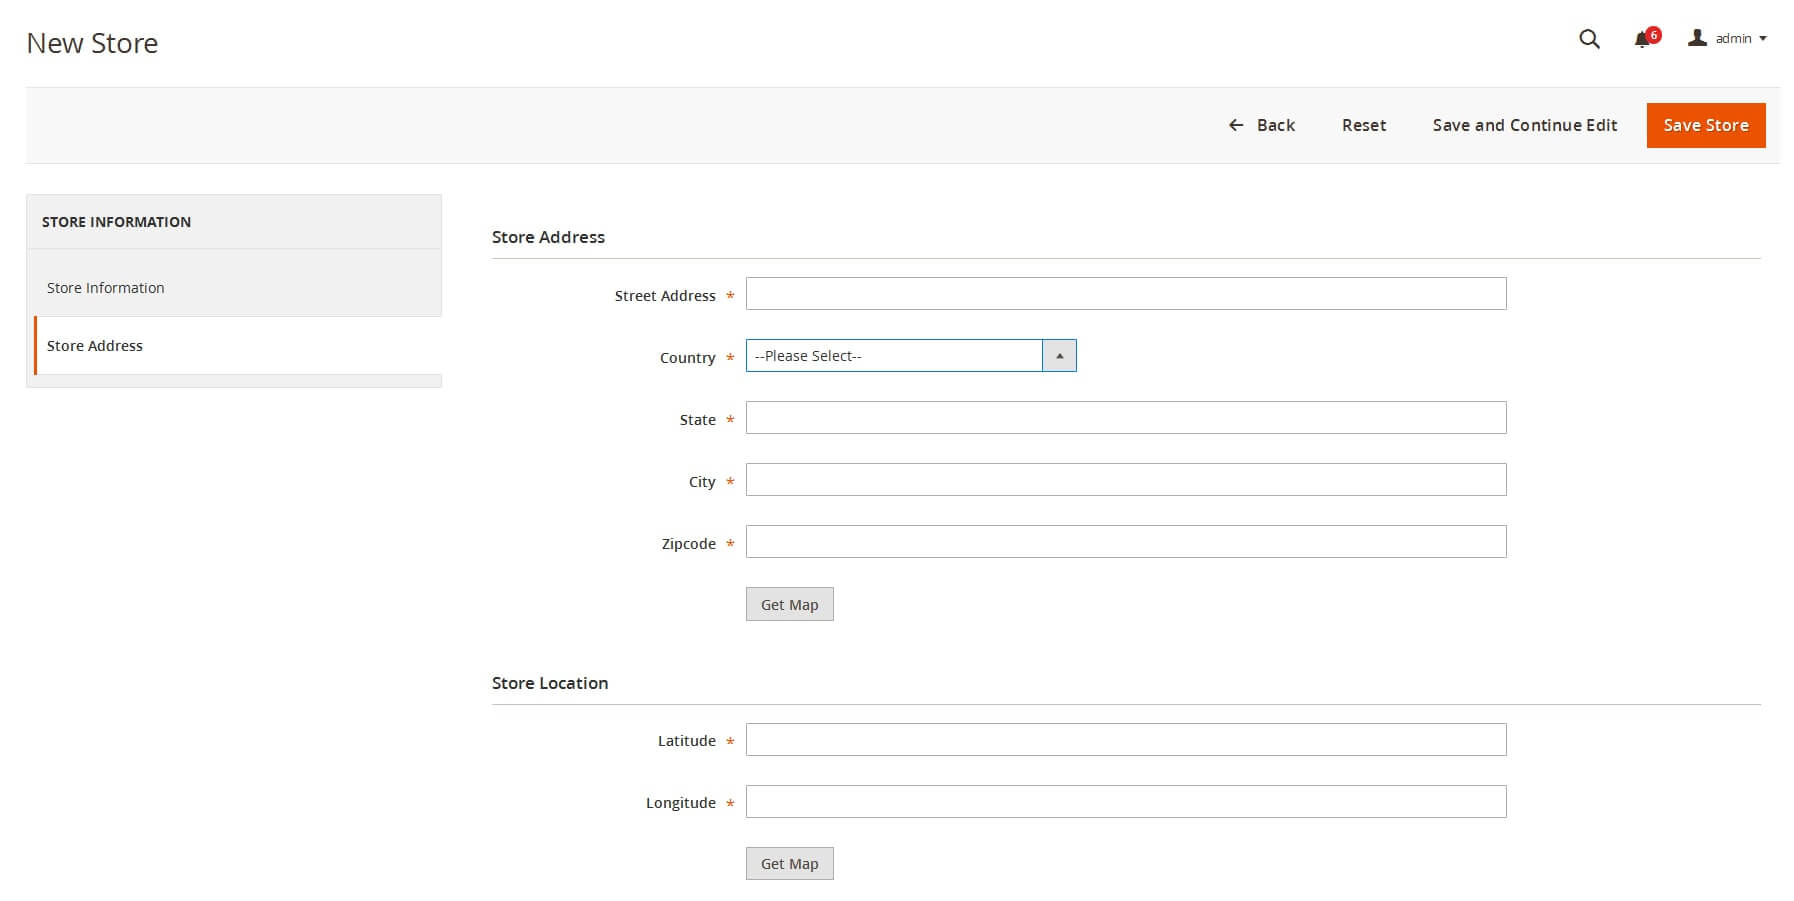 New Store
6
admin
Back
Reset
Save and Continue Edit
Save Store
STORE INFORMATION
Store Information
Store Address
Store Address
Street Address *
Country * --Please Select--
State *
City *
Zipcode *
Get Map
Store Location
Latitude *
Longitude *
Get Map